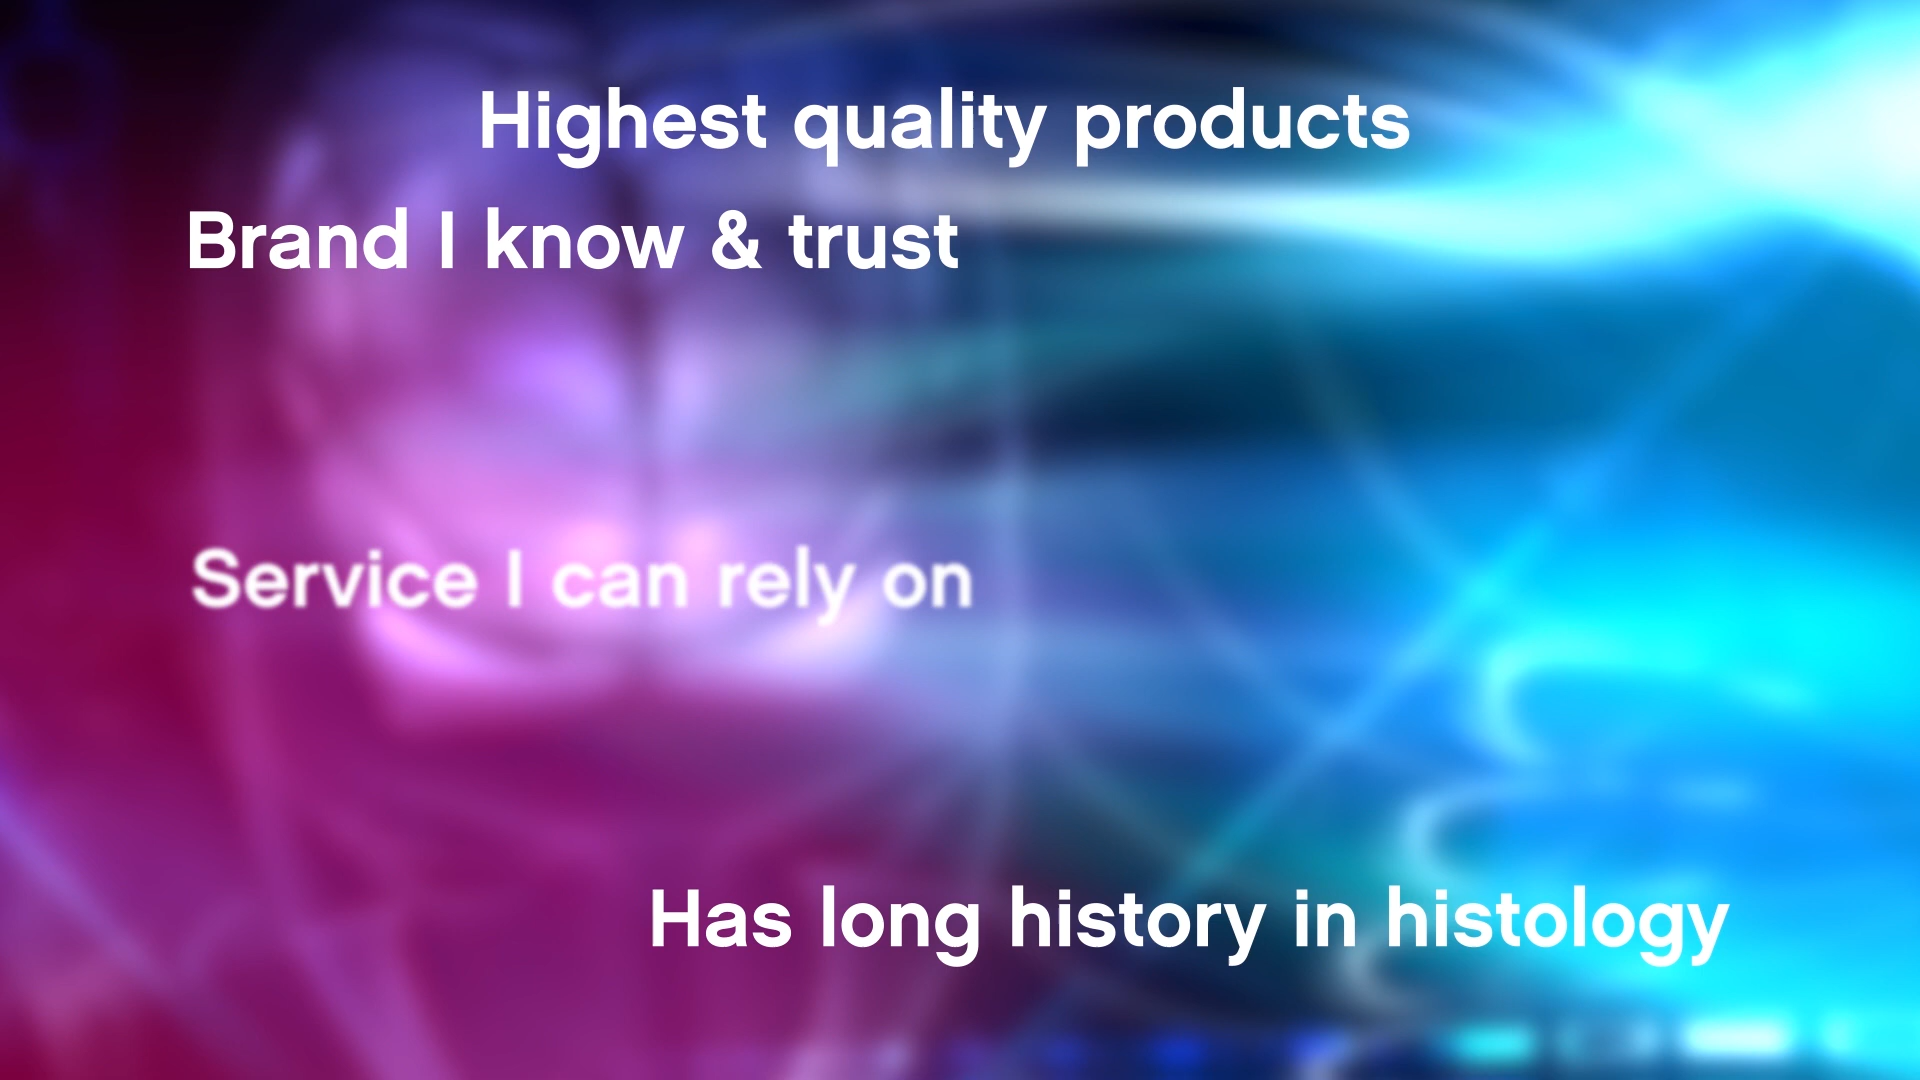 Highest quality products
Brand I know & trust
Service I can rely on
Has long history in histology